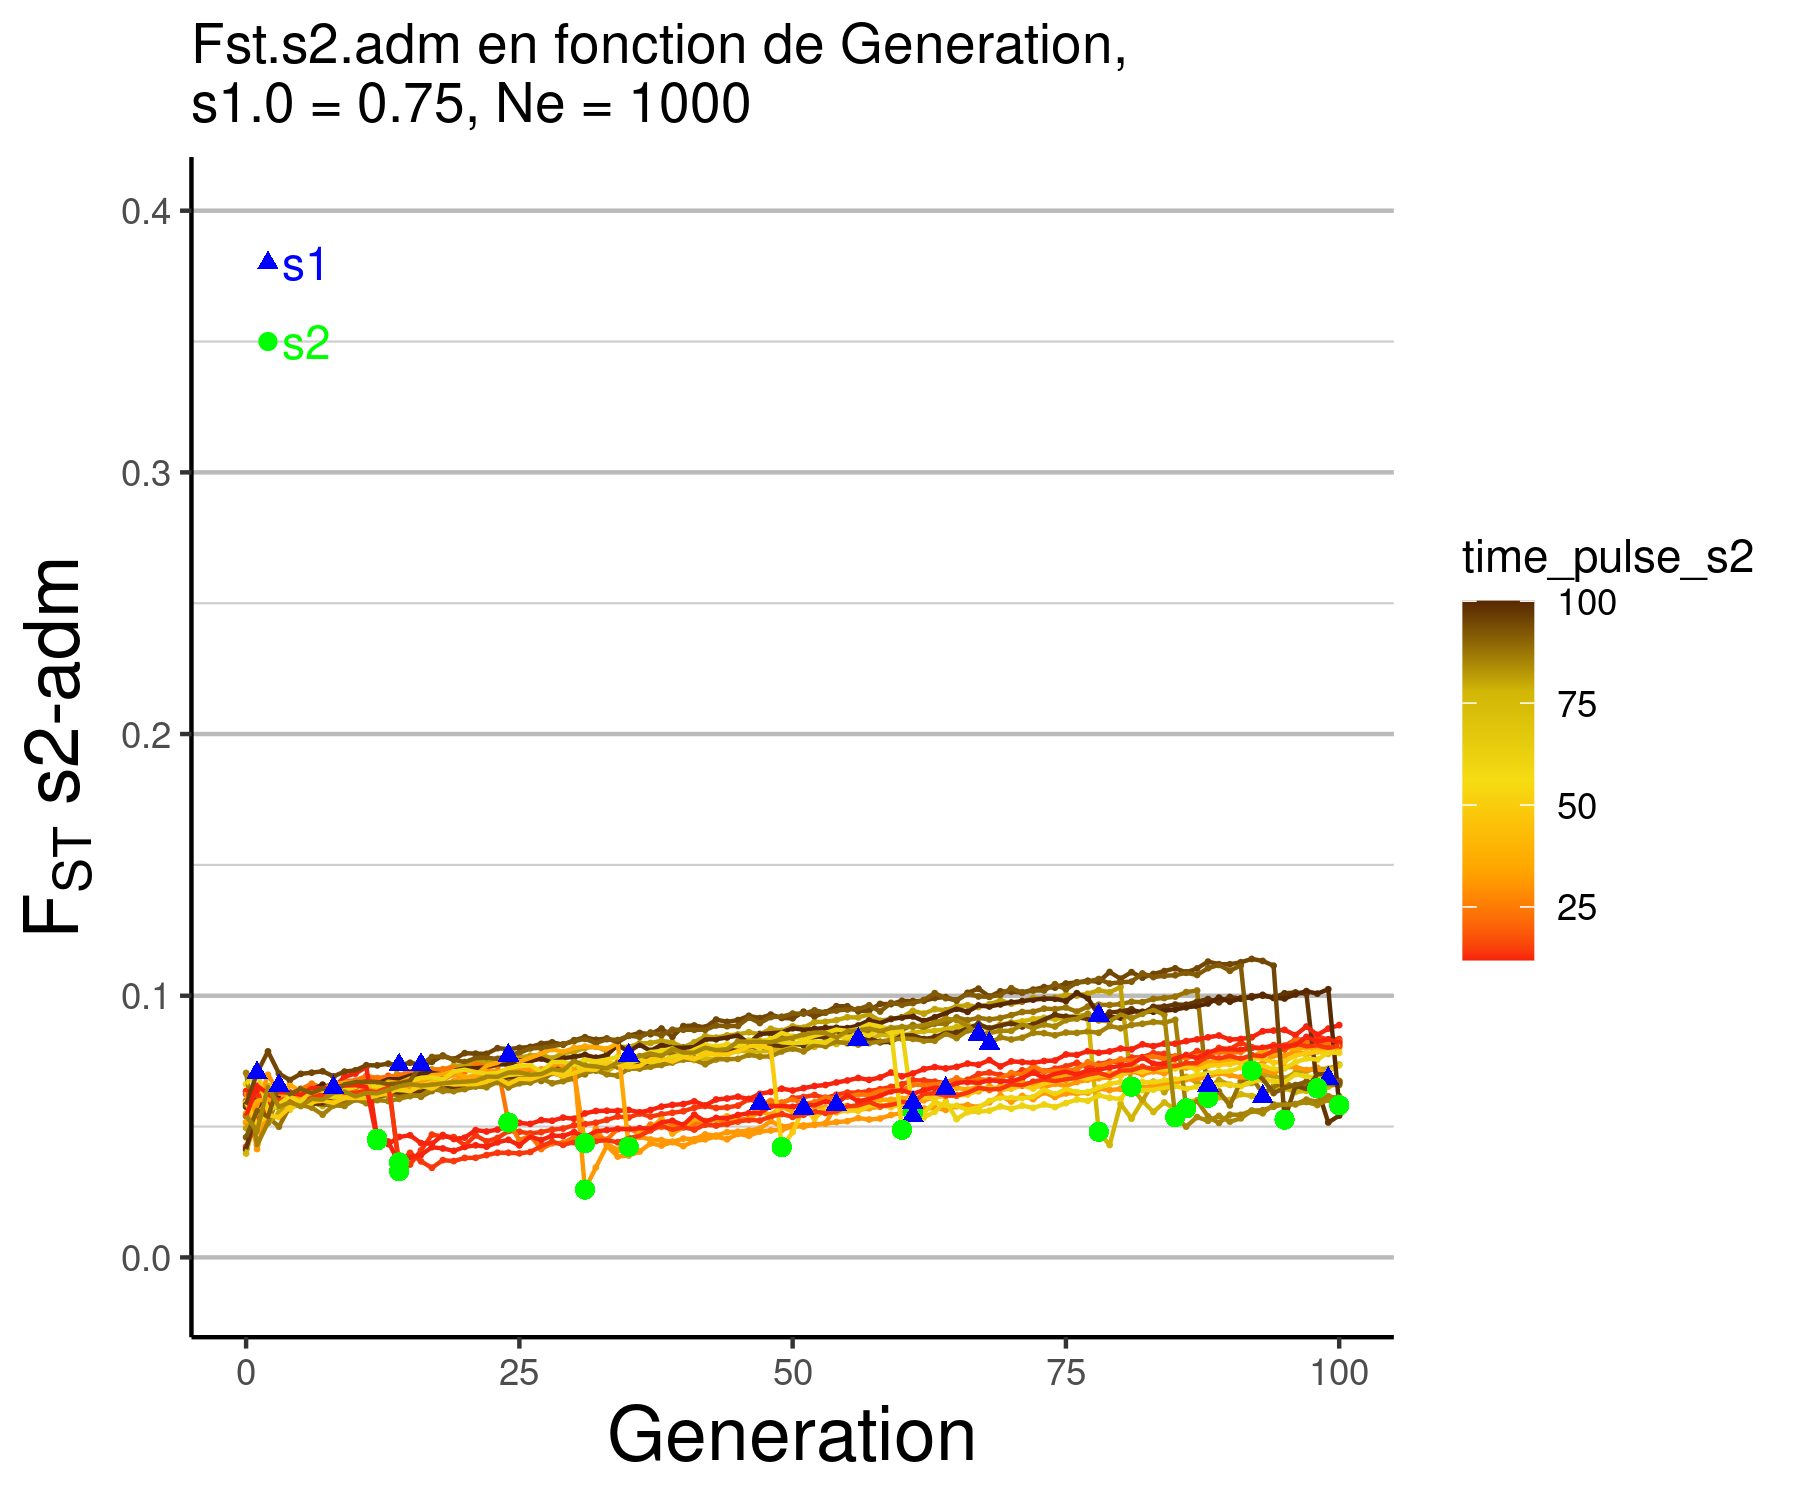 Fst.s2.adm en fonction de Generation,
s1.0 = 0.75, Ne = 1000
0.4
0.3
0.2
0.1
0.0
s1
s2
FST s2-adm
0 25 50 75 100
Generation
time_pulse_s2
100
75
50
25